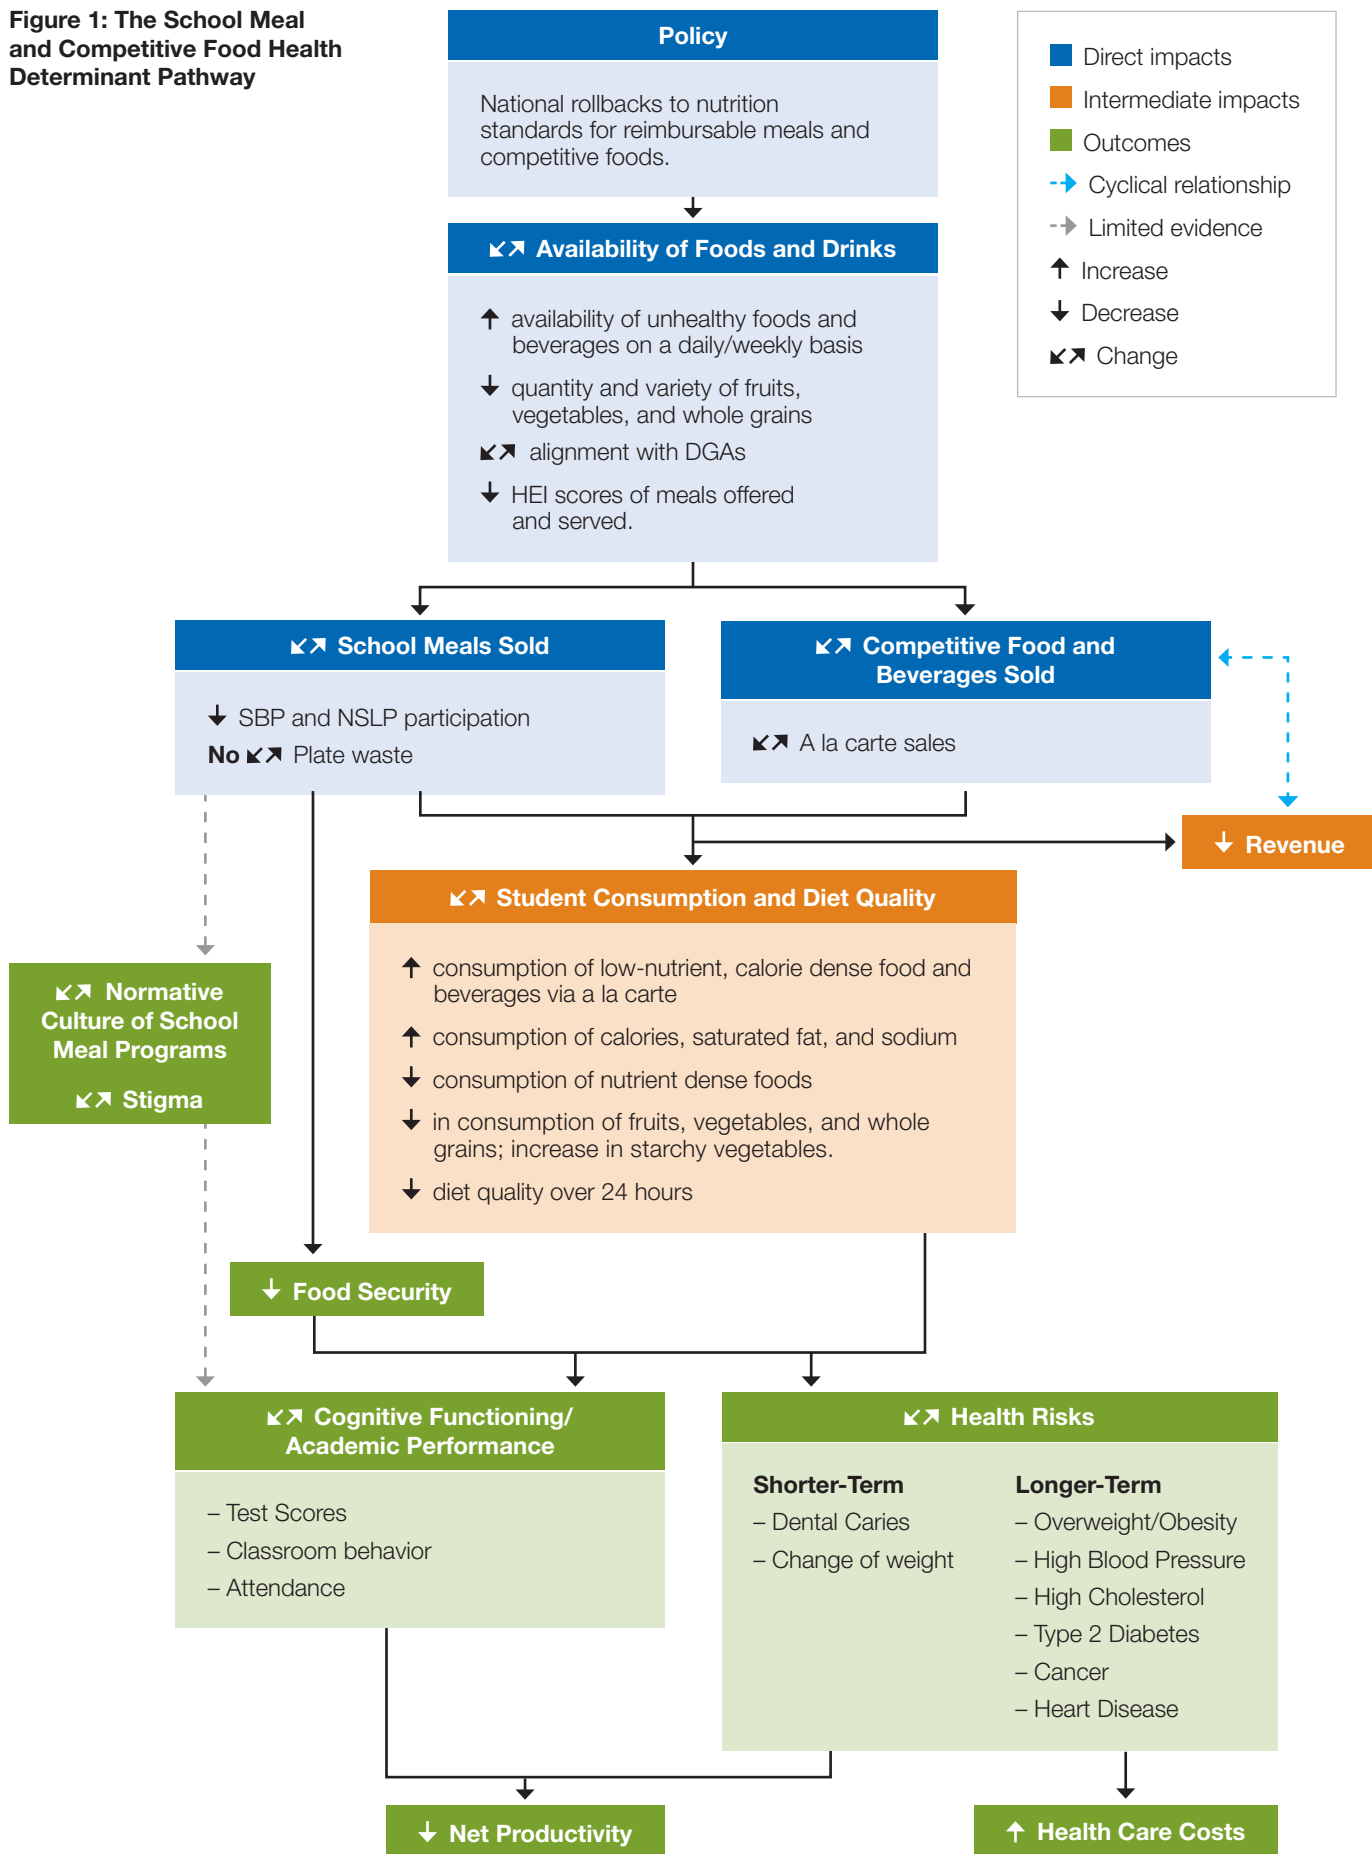 Figure 1: The School Meal
and Competitive Food Health
Determinant Pathway
Policy
National rollbacks to nutrition
standards for reimbursable meals and
competitive foods.
Direct impacts
Intermediate impacts
Outcomes
Cyclical relationship
Limited evidence
↑ Increase
↓ Decrease
↙↗ Change
↙↗ Availability of Foods and Drinks
↑ availability of unhealthy foods and
beverages on a daily/weekly basis
↓ quantity and variety of fruits,
vegetables, and whole grains
↙↗ alignment with DGAs
↓ HEI scores of meals offered
and served.
↙↗ School Meals Sold
↓ SBP and NSLP participation
No ↙↗ Plate waste
↙↗ Competitive Food and
Beverages Sold
↙↗ A la carte sales
↓ Revenue
↙↗ Student Consumption and Diet Quality
↑ consumption of low-nutrient, calorie dense food and
beverages via a la carte
↑ consumption of calories, saturated fat, and sodium
↓ consumption of nutrient dense foods
↓ in consumption of fruits, vegetables, and whole
grains; increase in starchy vegetables.
↓ diet quality over 24 hours
↙↗ Normative
Culture of School
Meal Programs
↙↗ Stigma
↓ Food Security
↙↗ Cognitive Functioning/
Academic Performance
– Test Scores
– Classroom behavior
– Attendance
↙↗ Health Risks
Shorter-Term
– Dental Caries
– Change of weight
Longer-Term
– Overweight/Obesity
– High Blood Pressure
– High Cholesterol
– Type 2 Diabetes
– Cancer
– Heart Disease
↓ Net Productivity
↑ Health Care Costs